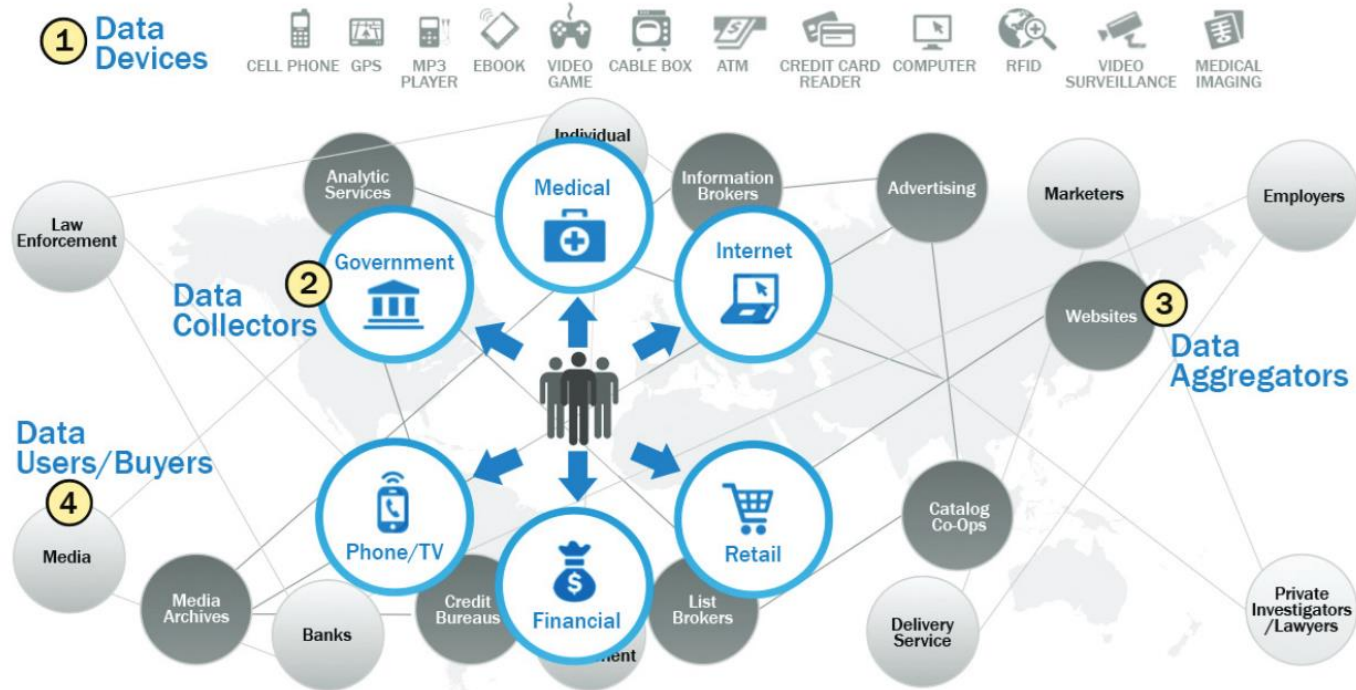 1
Data
Devices
CELL PHONE
GPS
MP3
PLAYER
EBOOK
VIDEO
GAME
CABLE BOX
ATM
CREDIT CARD
READER
COMPUTER
RFID
VIDEO
SURVEILLANCE
MEDICAL
IMAGING
Individual
Analytic
Services
Medical
Information
Brokers
Advertising
Marketers
Employers
Law
Enforcement
2
Government
Data
Collectors
Internet
Websites
3
Data
Aggregators
Data
Users/Buyers
4
Media
Phone/TV
Retail
Catalog
Co-Ops
Media
Archives
Banks
Credit
Bureaus
$
Financial
List
Brokers
Delivery
Service
Private
Investigators
/Lawyers